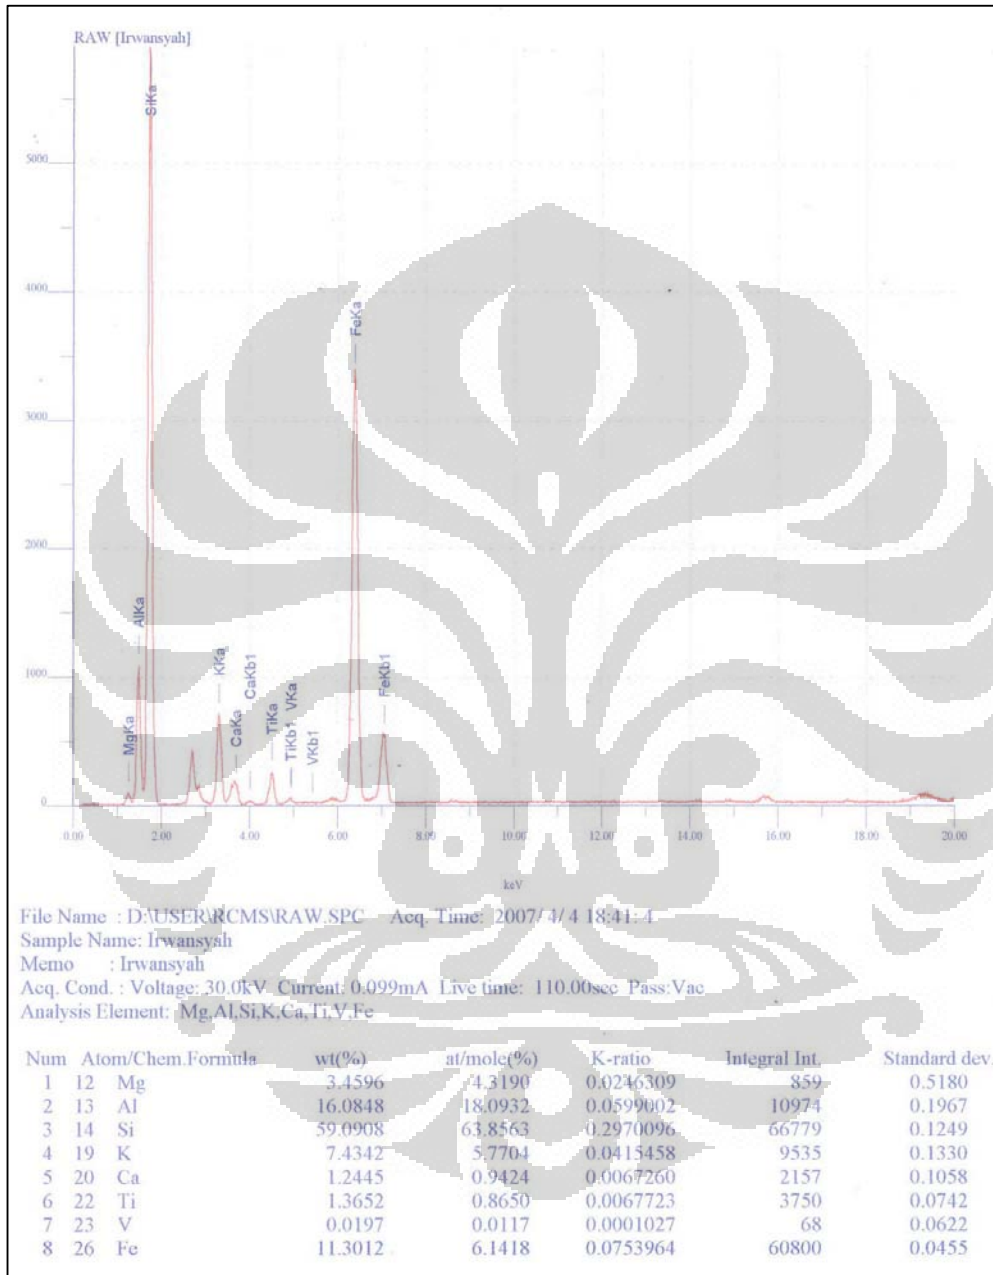 RAW [Irwansyah]
SiKa
5000
4000
FeKa
3000
2000
AlKa
1000
MgKa
KKa
CaKa
CaKb1
TiKa
TiKb1 VKa
VKb1
FeKb1
0
0.00 2.00 4.00 6.00 8.00 10.00 12.00 14.00 16.00 18.00 20.00
keV
File Name : D:\USER\RCMS\RAW.SPC Acq. Time: 2007/ 4/ 4 18:41: 4
Sample Name: Irwansyah
Memo : Irwansyah
Acq. Cond. : Voltage: 30.0kV Current: 0.099mA Live time: 110.00sec Pass:Vac
Analysis Element: Mg,Al,Si,K,Ca,Ti,V,Fe
Num Atom/Chem.Formula wt(%) at/mole(%) K-ratio Integral Int. Standard dev.
1 12 Mg 3.4596 4.3190 0.0246309 859 0.5180
2 13 Al 16.0848 18.0932 0.0599002 10974 0.1967
3 14 Si 59.0908 63.8563 0.2970096 66779 0.1249
4 19 K 7.4342 5.7704 0.0415458 9535 0.1330
5 20 Ca 1.2445 0.9424 0.0067260 2157 0.1058
6 22 Ti 1.3652 0.8650 0.0067723 3750 0.0742
7 23 V 0.0197 0.0117 0.0001027 68 0.0622
8 26 Fe 11.3012 6.1418 0.0753964 60800 0.0455